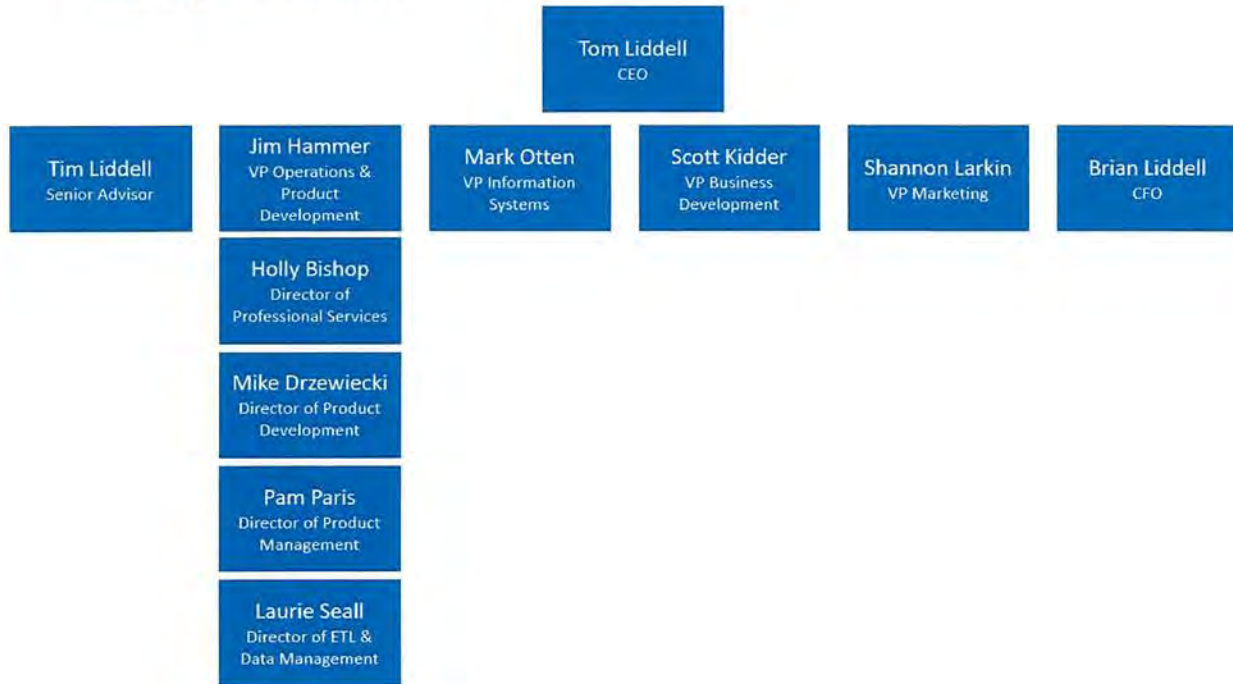 Tom Liddell
CEO
Tim Liddell
Senior Advisor
Jim Hammer
VP Operations &
Product
Development
Mark Otten
VP Information
Systems
Scott Kidder
VP Business
Development
Shannon Larkin
VP Marketing
Brian Liddell
CFO
Holly Bishop
Director of
Professional Services
Mike Drzewiecki
Director of Product
Development
Pam Paris
Director of Product
Management
Laurie Seall
Director of ETL &
Data Management